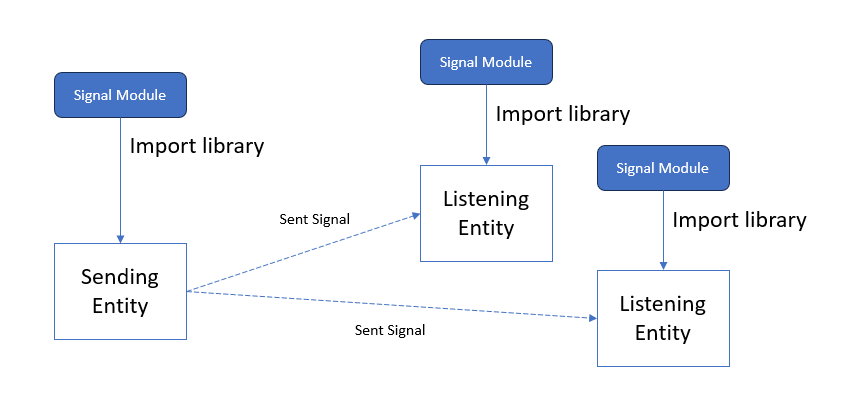 Signal Module
Import library
Sending
Entity
Sent Signal
Sent Signal
Signal Module
Import library
Listening
Entity
Signal Module
Import library
Listening
Entity